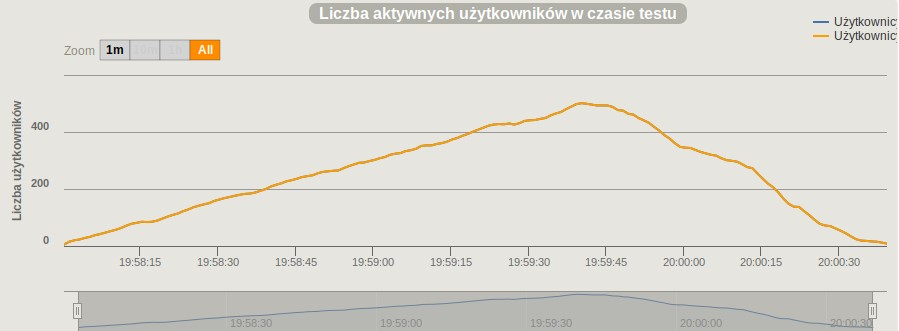 Liczba aktywnych użytkowników w czasie testu
Użytkownic
Użytkownicy
Zoom 1m 10m 1h All
Liczba użytkowników
400
200
0
19:58:15 19:58:30 19:58:45 19:59:00 19:59:15 19:59:30 19:59:45 20:00:00 20:00:15 20:00:30
19:58:30 19:59:00 19:59:30 20:00:00 20:00:30